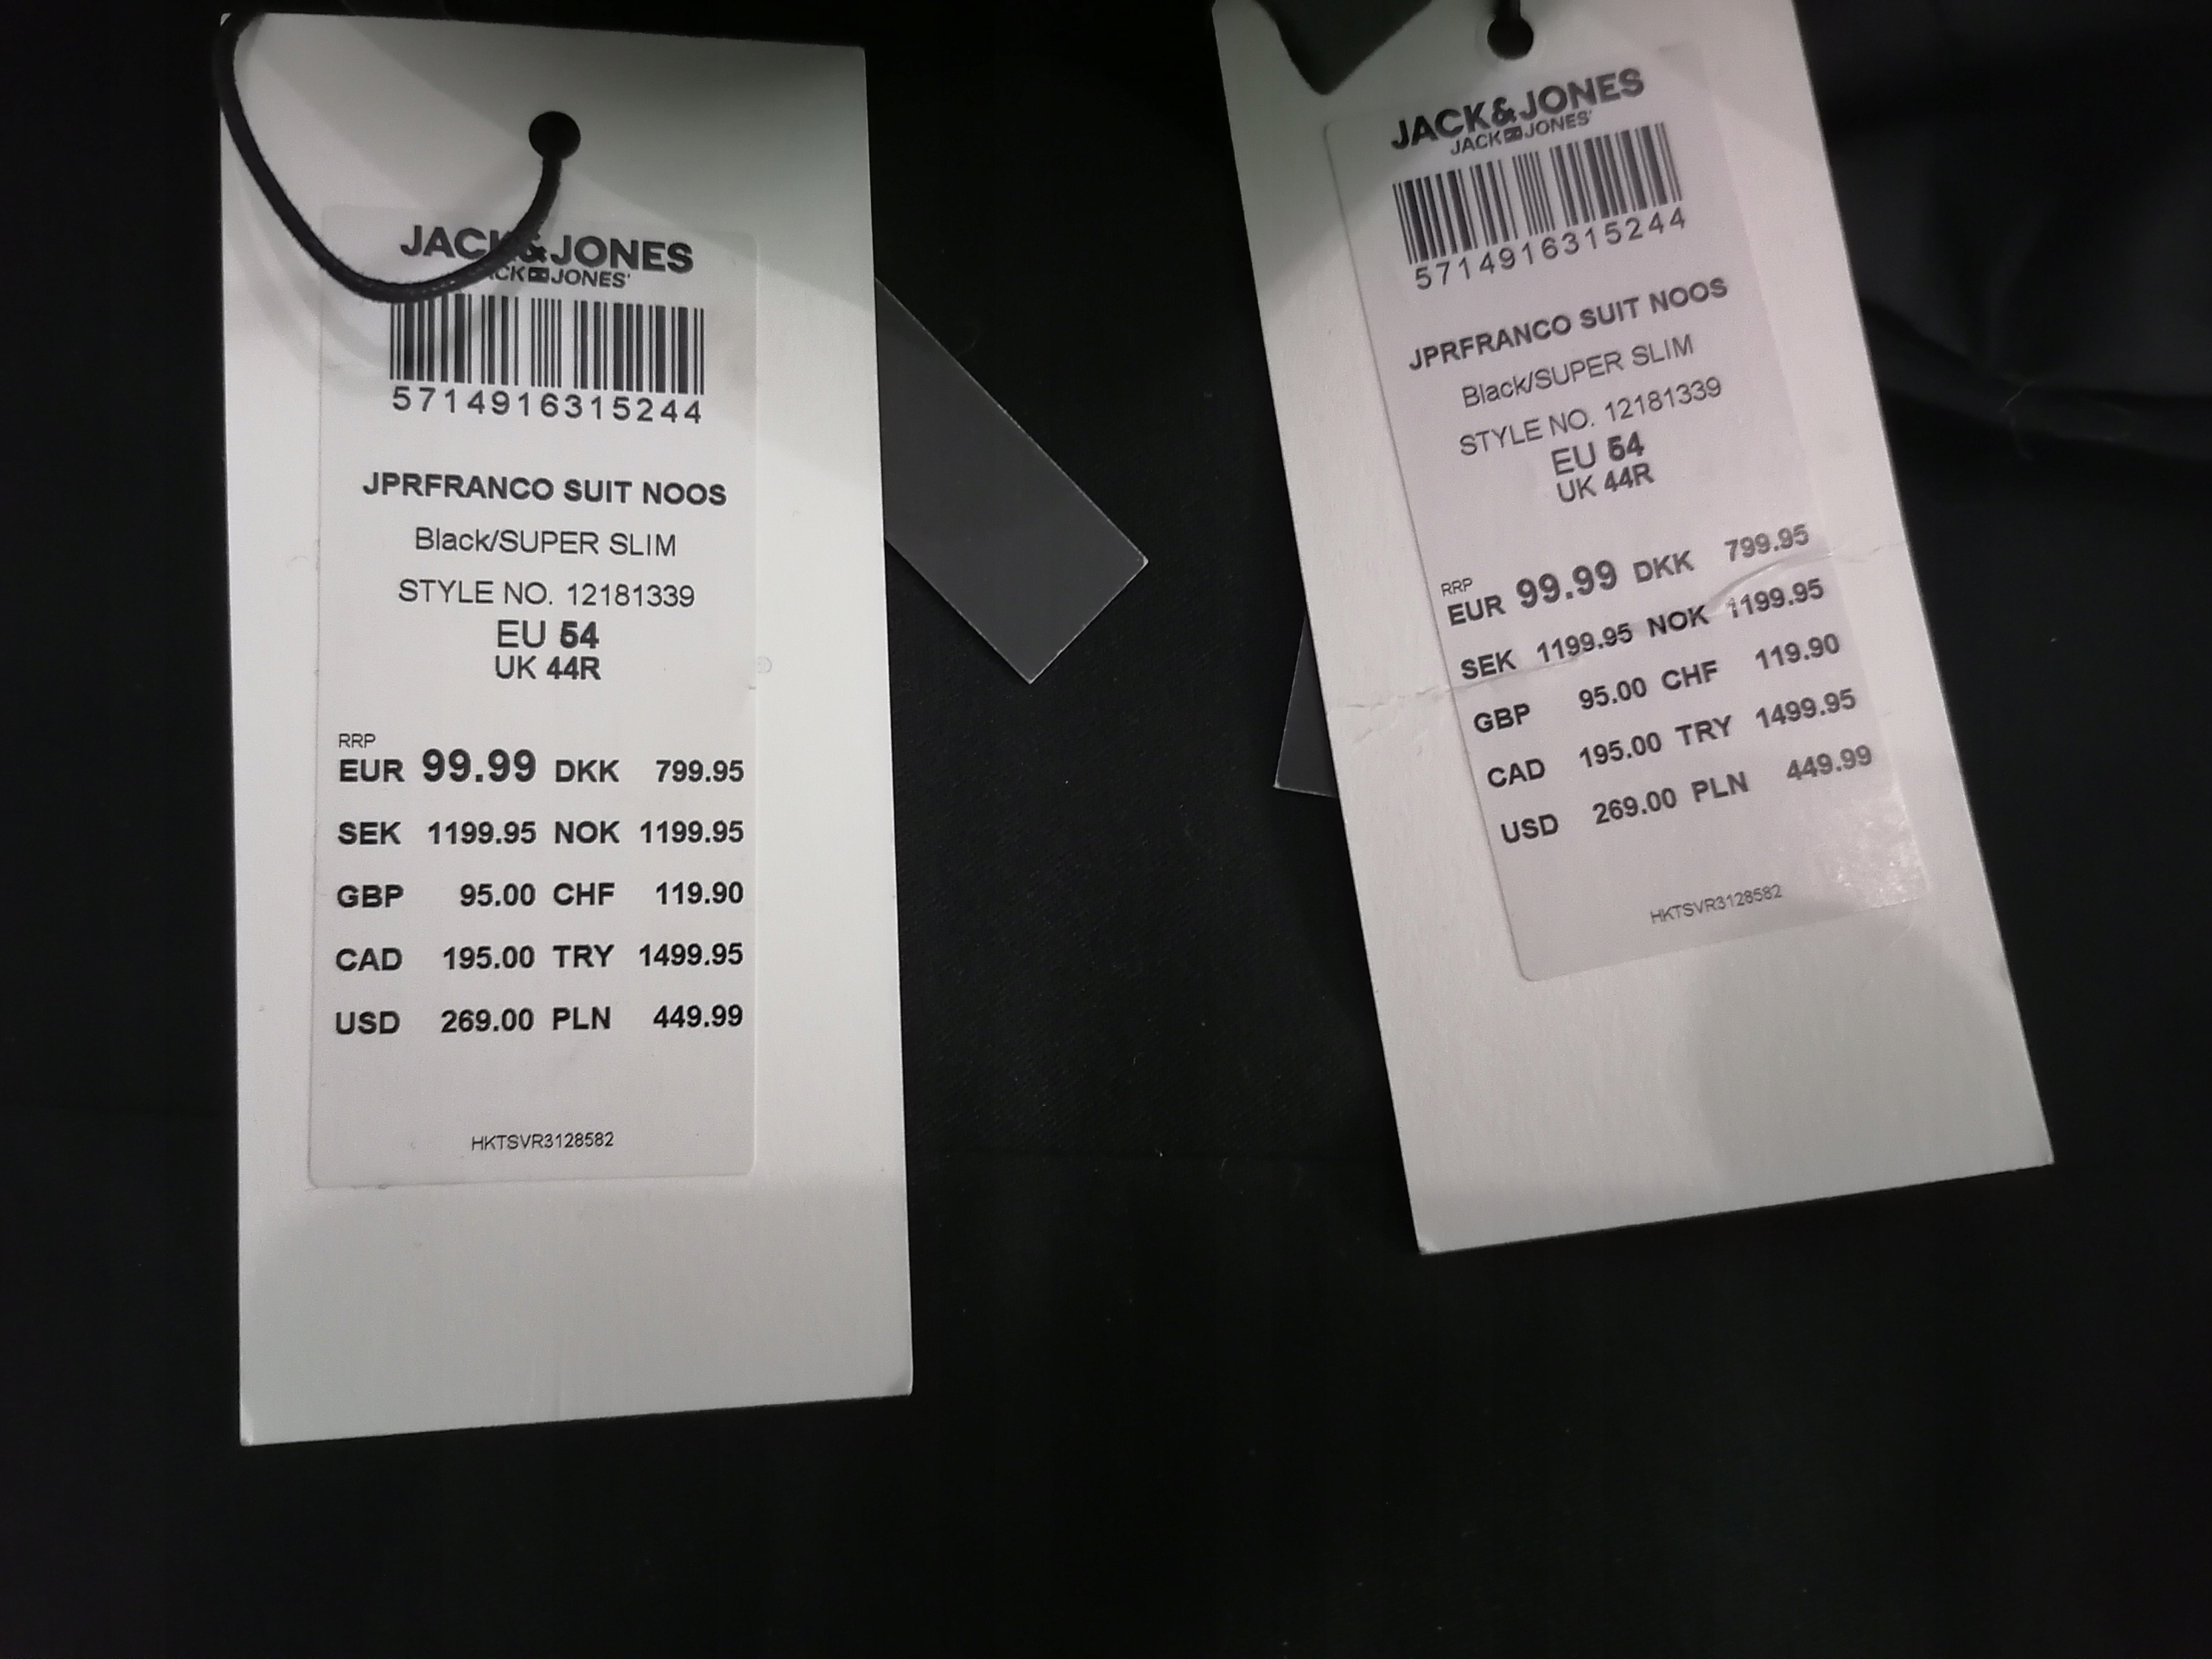 JACK&JONES
JACK JONES
5714916315244
JPRFRANCO SUIT NOOS
Black/SUPER SLIM
STYLE NO. 12181339
EU 54
UK 44R
RRP
EUR 99.99 DKK 799.95
SEK 1199.95 NOK 1199.95
GBP 95.00 CHF 119.90
CAD 195.00 TRY 1499.95
USD 269.00 PLN 449.99
HKTSVR3128582
JACK&JONES
JACK JONES
5714916315244
JPRFRANCO SUIT NOOS
Black/SUPER SLIM
STYLE NO. 12181339
EU 54
UK 44R
RRP
EUR 99.99 DKK 799.95
SEK 1199.95 NOK 1199.95
GBP 95.00 CHF 119.90
CAD 195.00 TRY 1499.95
USD 269.00 PLN 449.99
HKTSVR3128582